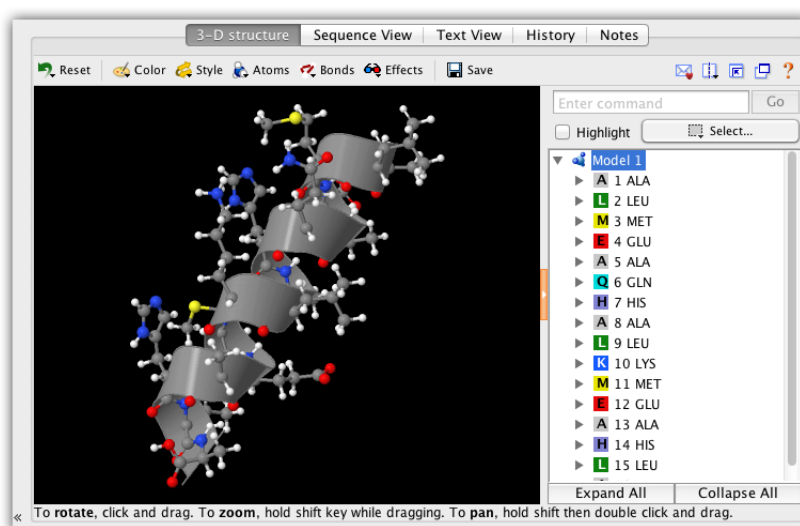 3-D structure Sequence View Text View History Notes
Reset Color Style Atoms Bonds Effects Save ?
Enter command Go
Highlight Select...
Model 1
A 1 ALA
L 2 LEU
M 3 MET
E 4 GLU
A 5 ALA
Q 6 GLN
H 7 HIS
A 8 ALA
L 9 LEU
K 10 LYS
M 11 MET
E 12 GLU
A 13 ALA
H 14 HIS
L 15 LEU
Expand All Collapse All
« To rotate, click and drag. To zoom, hold shift key while dragging. To pan, hold shift then double click and drag.